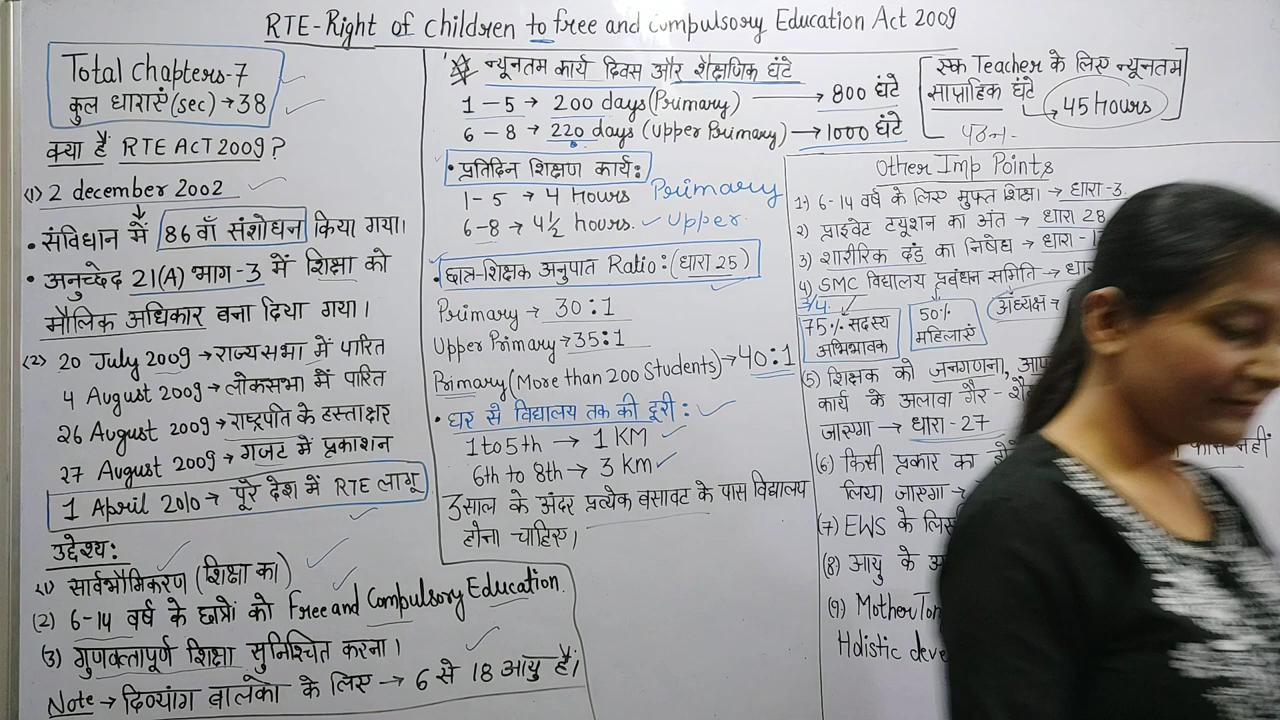 RTE-Right of children to free and compulsory Education Act 2009
Total Chapters-7
कुल धाराएं(sec)→38
क्या है RTE ACT 2009?
(1) 2 december 2002
• संविधान में 86 वाँ संशोधन किया गया।
• अनुच्छेद 21(A) भाग-3 में शिक्षा को
मौलिक अधिकार बना दिया गया।
(2) 20 July 2009→राज्यसभा में पारित
4 August 2009→लोकसभा में पारित
26 August 2009→राष्ट्रपति के हस्ताक्षर
27 August 2009→गजट में प्रकाशन
1 April 2010→ पूरे देश में RTE लागू
उद्देश्य:
(1) सार्वभौमिकरण (शिक्षा का)
(2) 6-14 वर्ष के छात्रों को Free and Compulsory Education.
(3) गुणवत्तापूर्ण शिक्षा सुनिश्चित करना।
Note→दिव्यांग बालको के लिए→ 6 से 18 आयु है।
न्यूनतम कार्य दिवस और शैक्षणिक घंटे
1-5→ 200 days(Primary) → 800 घंटे
6-8→ 220 days (Upper Primary)→1000 घंटे
• प्रतिदिन शिक्षण कार्य:
1-5 → 4 Hours Primary
6-8→ 4½ hours. Upper
• छात्र-शिक्षक अनुपात Ratio:(धारा 25)
Primary→ 30:1
Upper Primary→35:1
Primary(More than 200 Students)→40:1
• घर से विद्यालय तक की दूरी:
1 to 5th → 1 KM
6th to 8th→ 3 Km
3साल के अंदर प्रत्येक बसावट के पास विद्यालय
होना चाहिए।
एक Teacher के लिए न्यूनतम
साप्ताहिक घंटे
→45 Hours
Other Imp Points
1) 6-14 वर्ष के लिए मुफ्त शिक्षा→ धारा-3
2) प्राइवेट टयूशन का अंत → धारा 28
3) शारीरिक दंड का निषेध→ धारा-1
4) SMC विद्यालय प्रबंधन समिति→
3/4
75% सदस्य
अभिभावक
50%
महिलाएं
अध्यक्ष→
(5) शिक्षक को जनगणना,
कार्य के अलावा गैर-
जाएगा→ धारा-27
(6) किसी प्रकार का
नहीं
लिया जाएगा→
(7) EWS के लिए
(8) आयु के
(9) Mother
Holistic